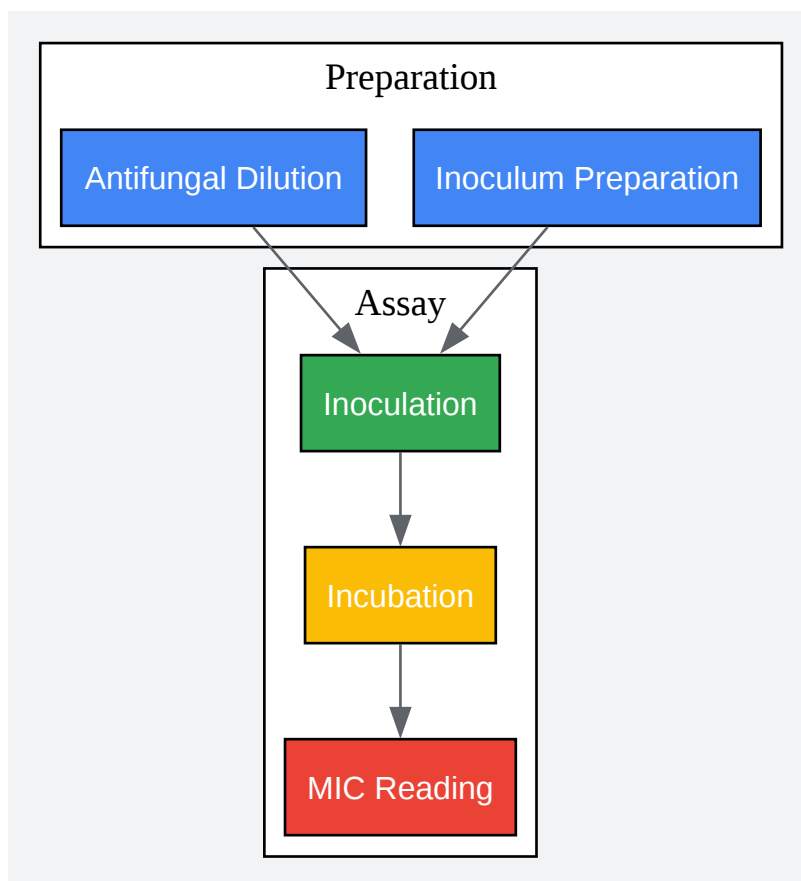 Preparation
Antifungal Dilution
Inoculum Preparation
Assay
Inoculation
Incubation
MIC Reading